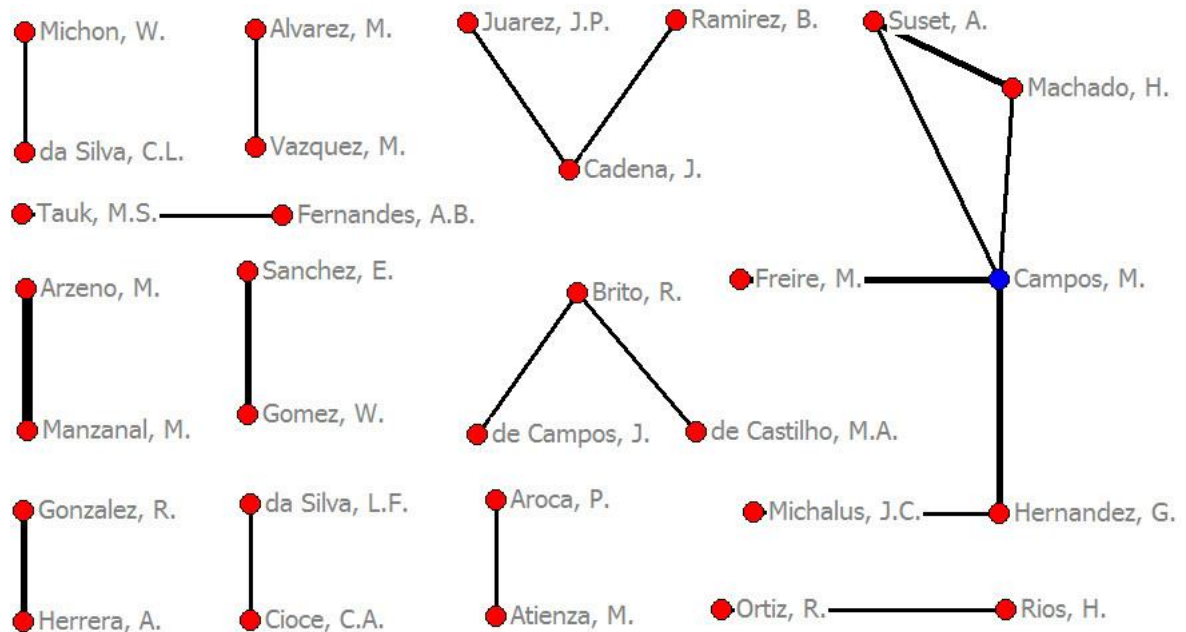 Michon, W.
Alvarez, M.
Juarez, J.P.
Ramirez, B.
Suset, A.
Machado, H.
da Silva, C.L.
Vazquez, M.
Cadena, J.
Tauk, M.S.
Fernandes, A.B.
Arzeno, M.
Sanchez, E.
Brito, R.
Freire, M.
Campos, M.
Manzanal, M.
Gomez, W.
de Campos, J.
de Castilho, M.A.
Gonzalez, R.
da Silva, L.F.
Aroca, P.
Michalus, J.C.
Hernandez, G.
Herrera, A.
Cioce, C.A.
Atienza, M.
Ortiz, R.
Rios, H.